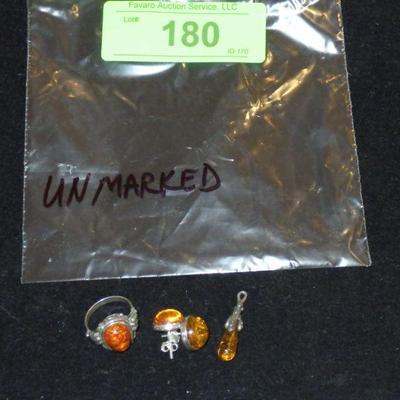 Favaro Auction Service, LLC
Lot#
180
ID:170
UNMARKED